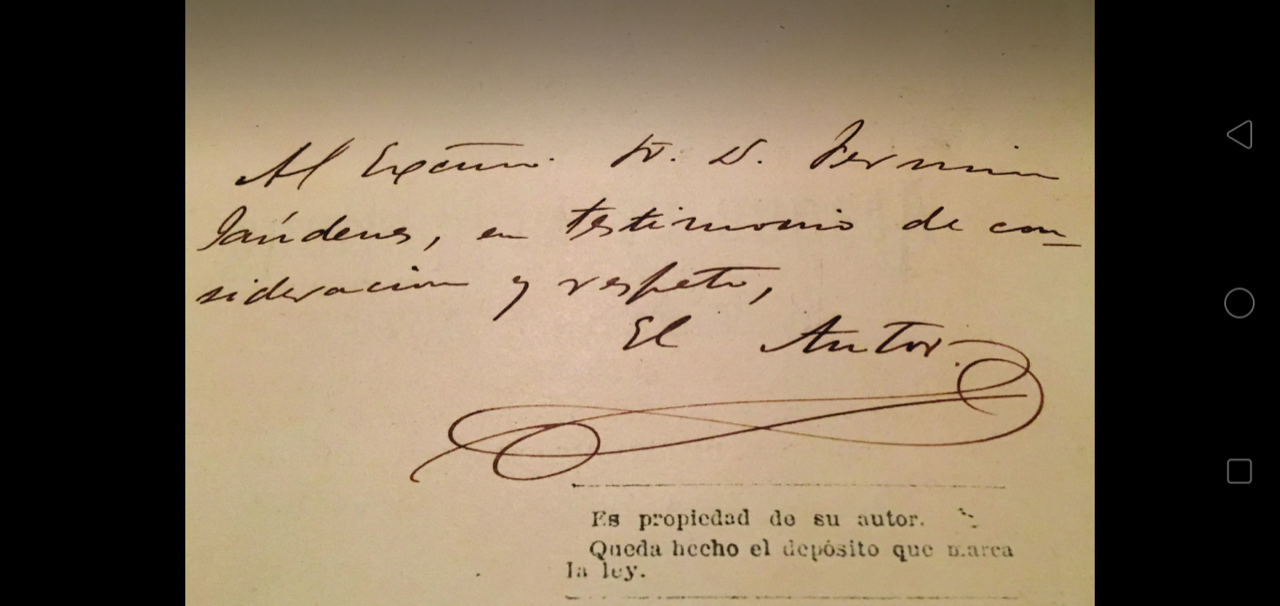 Al Excmo. Sr. D. Fermin
Jaúdenes, en testimonio de con-
sideracion y respeto,
El Autor.
Es propiedad de su autor.
Queda hecho el depósito que marca
la ley.